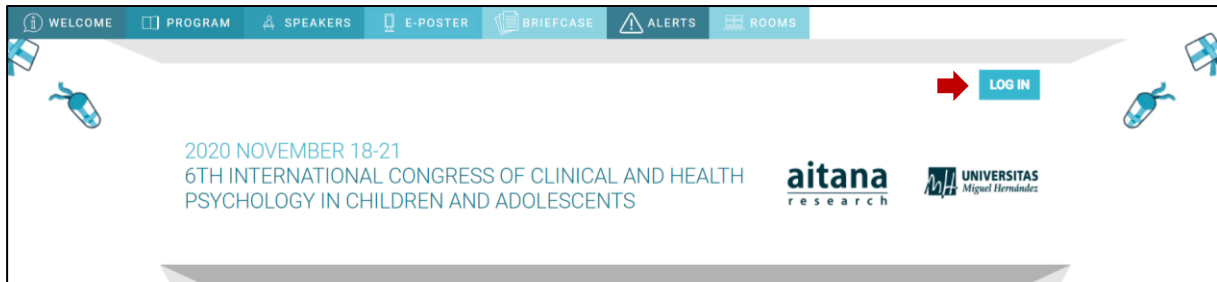 WELCOME PROGRAM SPEAKERS E-POSTER BRIEFCASE ALERTS ROOMS
LOG IN
2020 NOVEMBER 18-21
6TH INTERNATIONAL CONGRESS OF CLINICAL AND HEALTH
PSYCHOLOGY IN CHILDREN AND ADOLESCENTS
aitana
research
UNIVERSITAS
Miguel Hernández